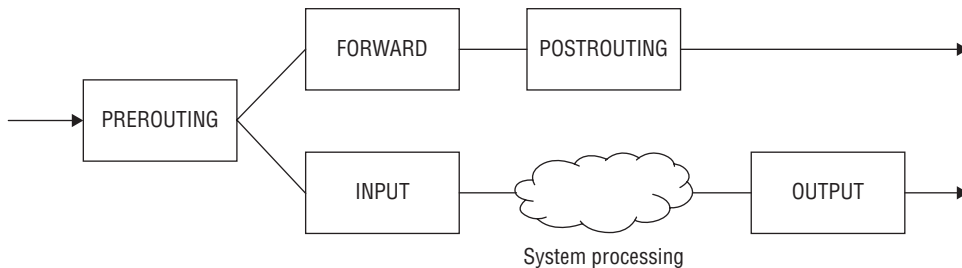 FORWARD
POSTROUTING
PREROUTING
INPUT
OUTPUT
System processing